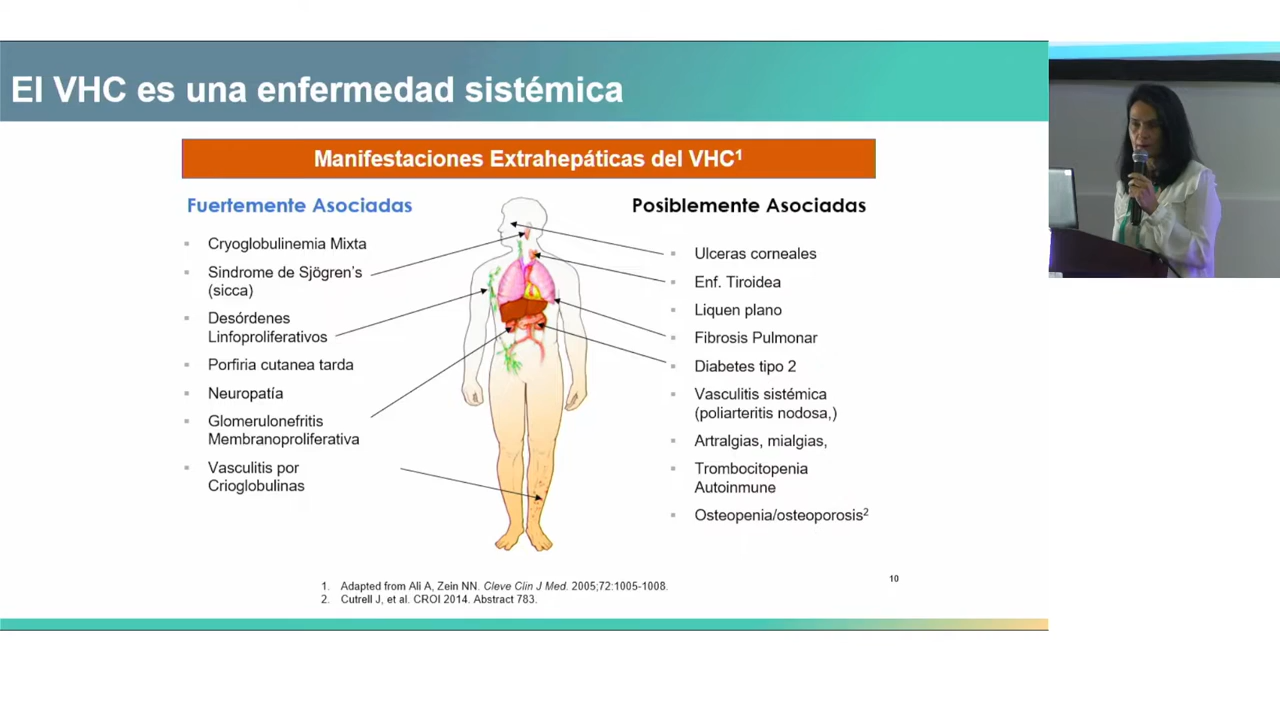 El VHC es una enfermedad sistémica
Manifestaciones Extrahepáticas del VHC¹
Fuertemente Asociadas
Cryoglobulinemia Mixta
Sindrome de Sjögren's
(sicca)
Desórdenes
Linfoproliferativos
Porfiria cutanea tarda
Neuropatía
Glomerulonefritis
Membranoproliferativa
Vasculitis por
Crioglobulinas
Posiblemente Asociadas
Ulceras corneales
Enf. Tiroidea
Liquen plano
Fibrosis Pulmonar
Diabetes tipo 2
Vasculitis sistémica
(poliarteritis nodosa,)
Artralgias, mialgias,
Trombocitopenia
Autoinmune
Osteopenia/osteoporosis²
1. Adapted from Ali A, Zein NN. Cleve Clin J Med. 2005;72:1005-1008.
2. Cutrell J, et al. CROI 2014. Abstract 783.
10